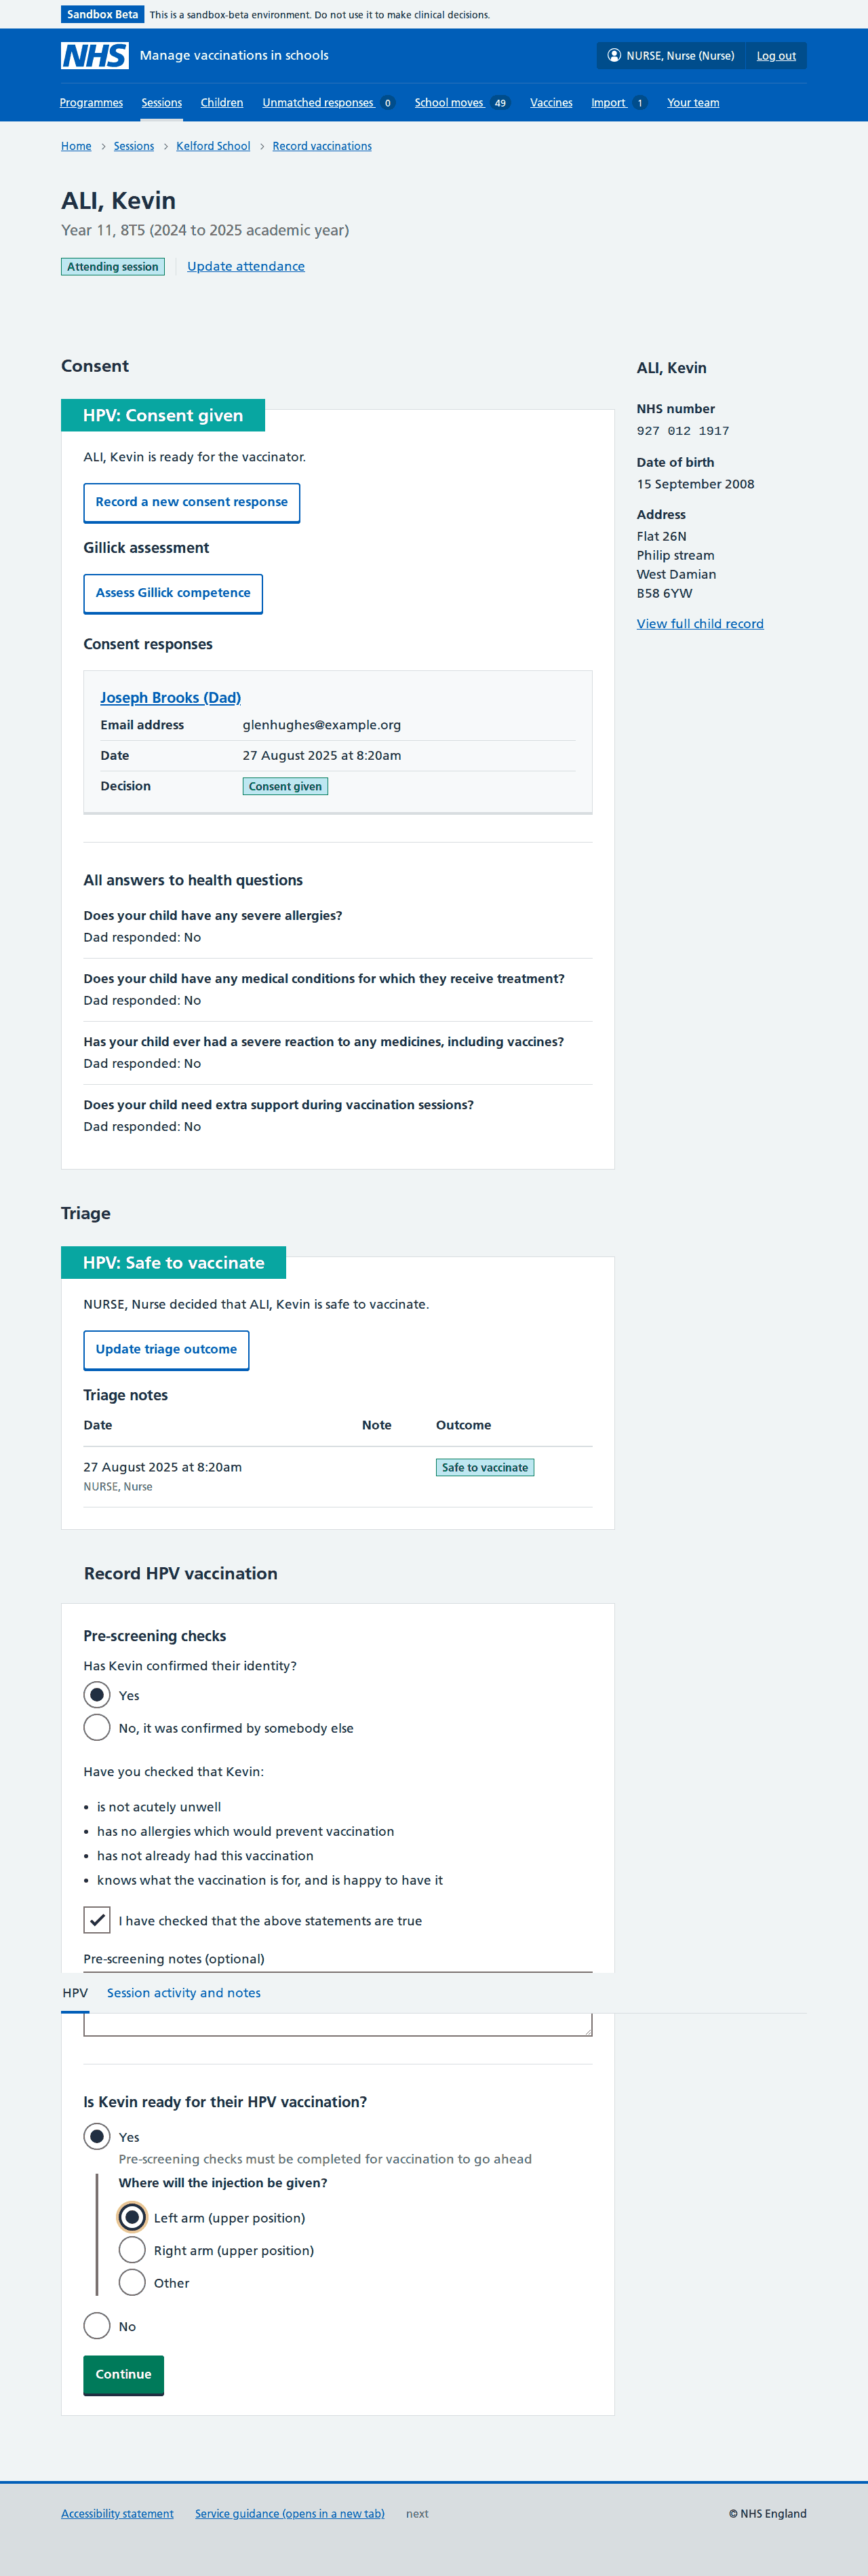 Sandbox Beta This is a sandbox-beta environment. Do not use it to make clinical decisions.
NHS Manage vaccinations in schools NURSE, Nurse (Nurse) Log out
Programmes Sessions Children Unmatched responses 0 School moves 49 Vaccines Import 1 Your team
Home Sessions Kelford School Record vaccinations
ALI, Kevin
Year 11, 8T5 (2024 to 2025 academic year)
Attending session Update attendance
Consent
HPV: Consent given
ALI, Kevin is ready for the vaccinator.
Record a new consent response
Gillick assessment
Assess Gillick competence
Consent responses
Joseph Brooks (Dad)
Email address glenhughes@example.org
Date 27 August 2025 at 8:20am
Decision Consent given
All answers to health questions
Does your child have any severe allergies?
Dad responded: No
Does your child have any medical conditions for which they receive treatment?
Dad responded: No
Has your child ever had a severe reaction to any medicines, including vaccines?
Dad responded: No
Does your child need extra support during vaccination sessions?
Dad responded: No
ALI, Kevin
NHS number
927 012 1917
Date of birth
15 September 2008
Address
Flat 26N
Philip stream
West Damian
B58 6YW
View full child record
Triage
HPV: Safe to vaccinate
NURSE, Nurse decided that ALI, Kevin is safe to vaccinate.
Update triage outcome
Triage notes
Date Note Outcome
27 August 2025 at 8:20am Safe to vaccinate
NURSE, Nurse
Record HPV vaccination
Pre-screening checks
Has Kevin confirmed their identity?
Yes
No, it was confirmed by somebody else
Have you checked that Kevin:
• is not acutely unwell
• has no allergies which would prevent vaccination
• has not already had this vaccination
• knows what the vaccination is for, and is happy to have it
I have checked that the above statements are true
Pre-screening notes (optional)
HPV Session activity and notes
Is Kevin ready for their HPV vaccination?
Yes
Pre-screening checks must be completed for vaccination to go ahead
Where will the injection be given?
Left arm (upper position)
Right arm (upper position)
Other
No
Continue
Accessibility statement Service guidance (opens in a new tab) next © NHS England